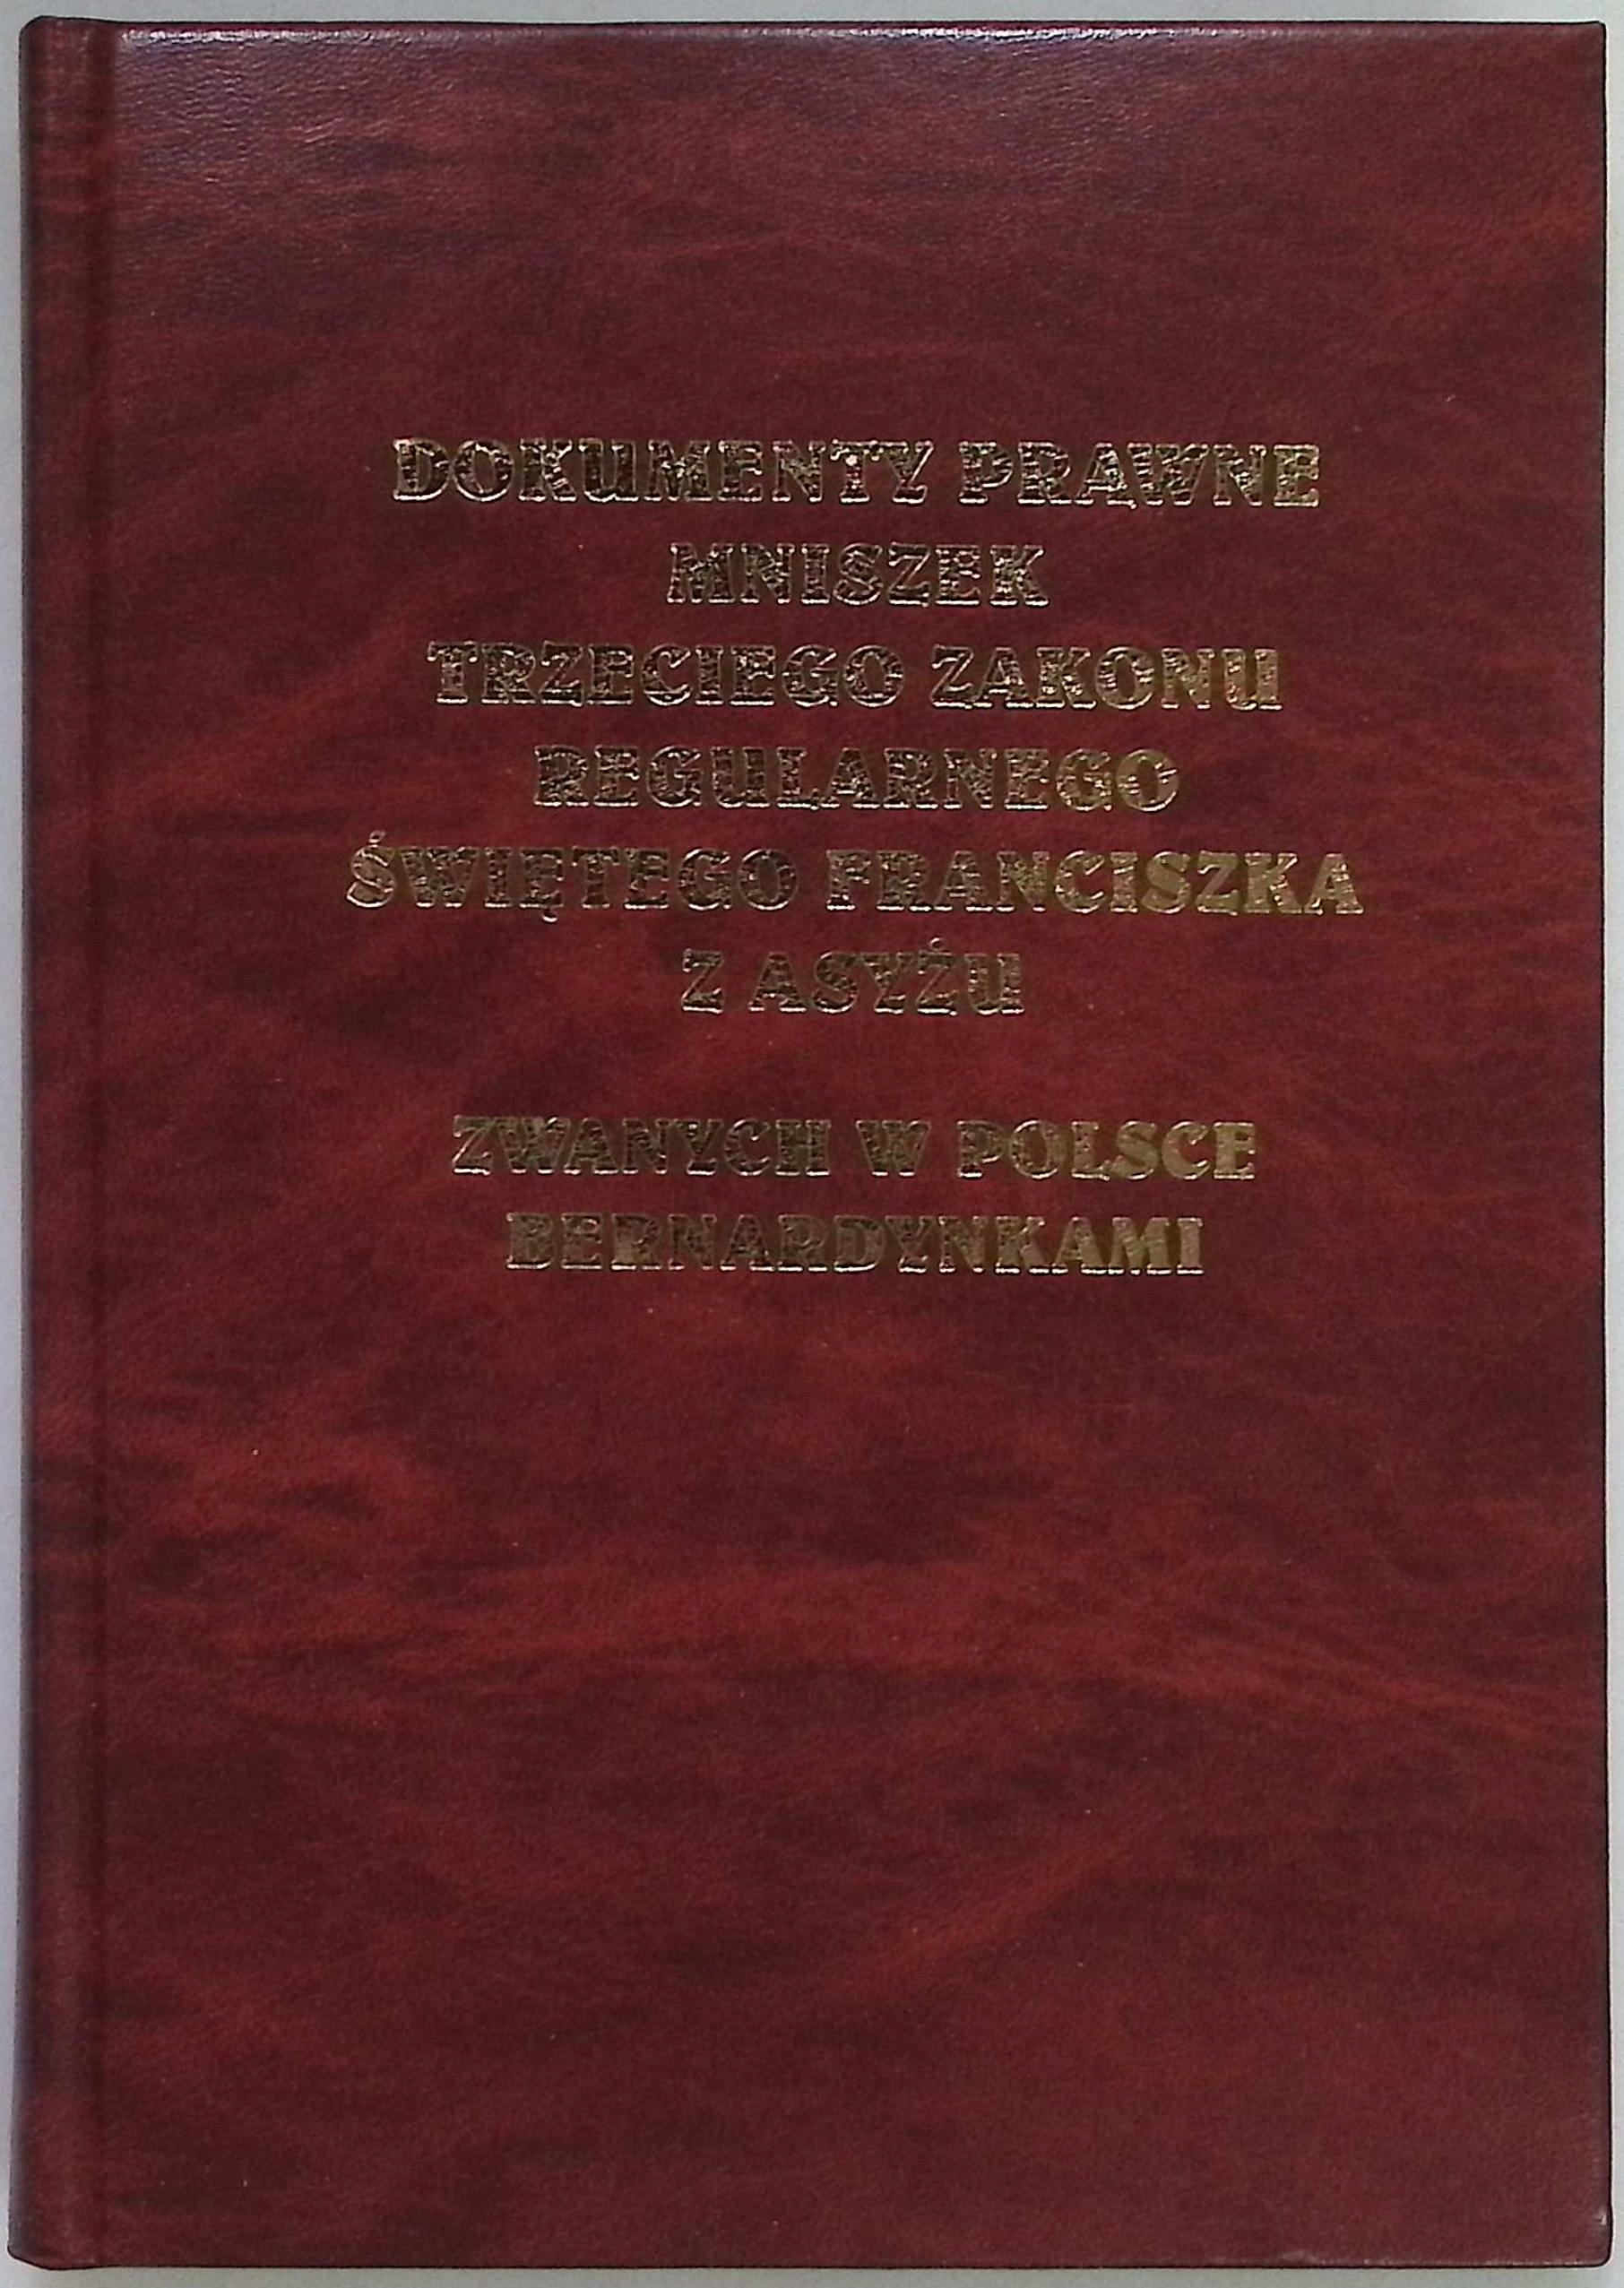 DOKUMENTY PRAWNE
MNISZEK
TRZECIEGO ZAKONU
REGULARNEGO
ŚWIĘTEGO FRANCISZKA
Z ASYŻU
ZWANYCH W POLSCE
BERNARDYNKAMI